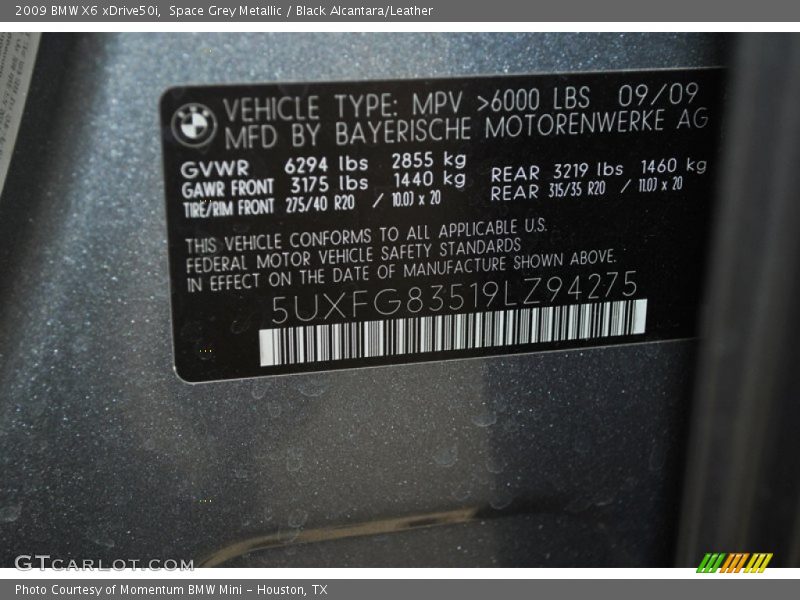 2009 BMW X6 xDrive50i,  Space Grey Metallic / Black Alcantara/Leather
VEHICLE TYPE: MPV >6000 LBS 09/09
MFD BY BAYERISCHE MOTORENWERKE AG
GVWR 6294 lbs 2855 kg
GAWR FRONT 3175 lbs 1440 kg REAR 3219 lbs 1460 kg
TIRE/RIM FRONT 275/40 R20 / 10.0J x 20 REAR 315/35 R20 / 11.0J x 20
THIS VEHICLE CONFORMS TO ALL APPLICABLE U.S.
FEDERAL MOTOR VEHICLE SAFETY STANDARDS
IN EFFECT ON THE DATE OF MANUFACTURE SHOWN ABOVE.
5UXFG83519LZ94275
GTCARLOT.COM
Photo Courtesy of Momentum BMW Mini - Houston, TX